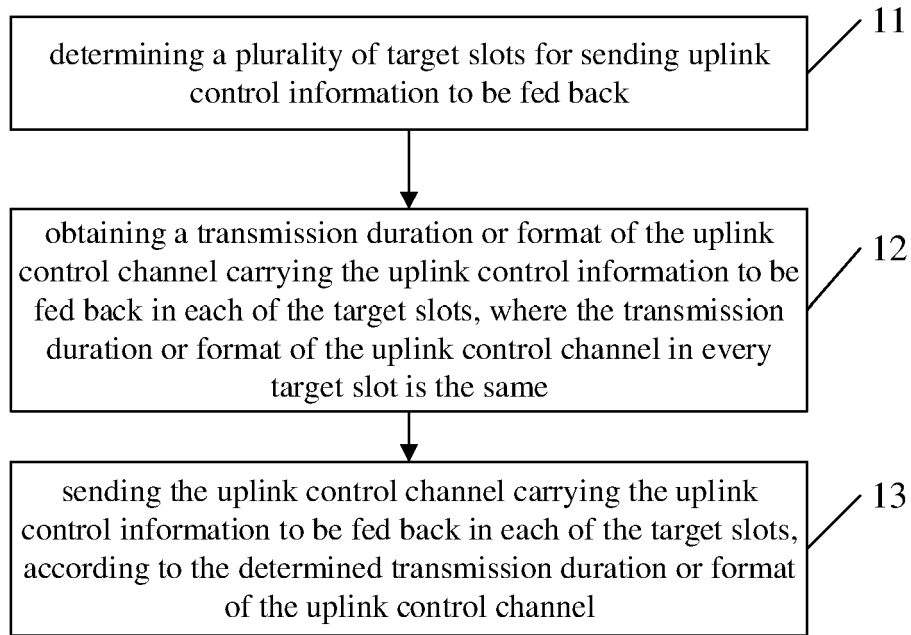 determining a plurality of target slots for sending uplink
control information to be fed back
11
obtaining a transmission duration or format of the uplink
control channel carrying the uplink control information to be
fed back in each of the target slots, where the transmission
duration or format of the uplink control channel in every
target slot is the same
12
sending the uplink control channel carrying the uplink
control information to be fed back in each of the target slots,
according to the determined transmission duration or format
of the uplink control channel
13